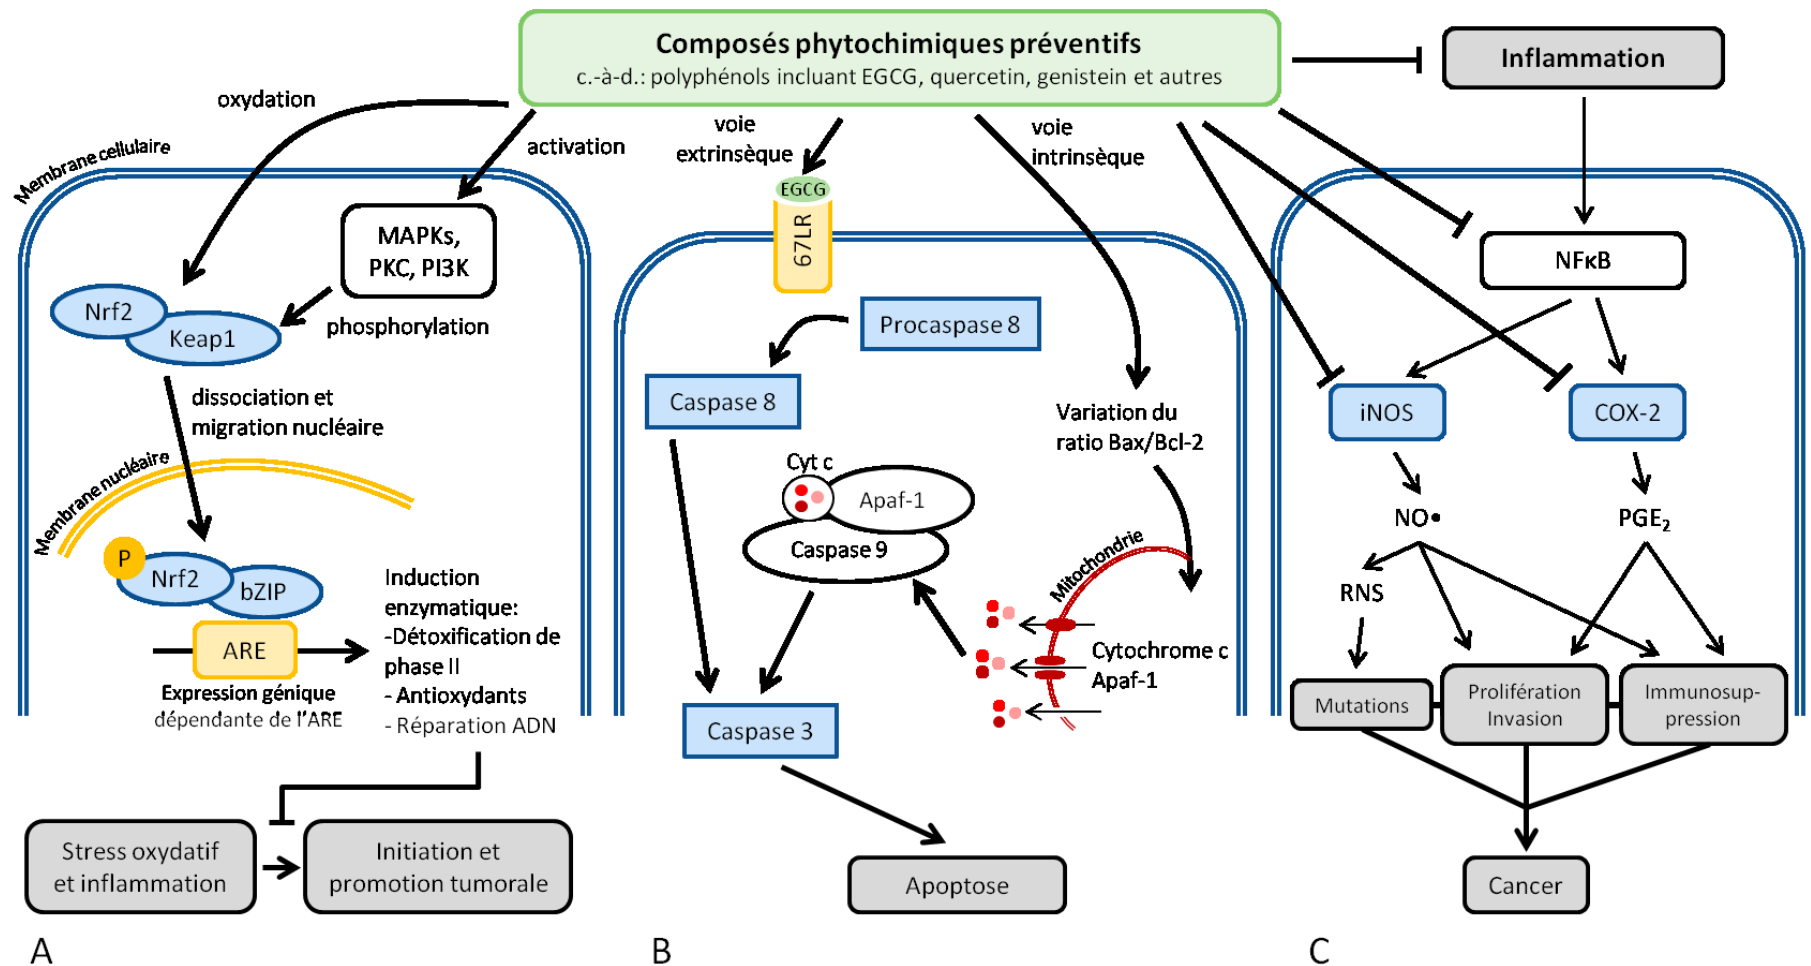 Composés phytochimiques préventifs
c.-à-d.: polyphénols incluant EGCG, quercetin, genistein et autres
Inflammation
oxydation
activation
voie
extrinsèque
voie
intrinsèque
Membrane cellulaire
MAPKs,
PKC, PI3K
Nrf2
Keap1
phosphorylation
dissociation et
migration nucléaire
Membrane nucléaire
P
Nrf2
bZIP
ARE
Expression génique
dépendante de l'ARE
Induction
enzymatique:
-Détoxification de
phase II
- Antioxydants
- Réparation ADN
Stress oxydatif
et inflammation
Initiation et
promotion tumorale
A
EGCG
67LR
Procaspase 8
Caspase 8
Variation du
ratio Bax/Bcl-2
Cyt c
Apaf-1
Caspase 9
Mitochondrie
Cytochrome c
Apaf-1
Caspase 3
Apoptose
B
NFκB
iNOS
COX-2
NO•
PGE₂
RNS
Mutations
Prolifération
Invasion
Immunosup-
pression
Cancer
C